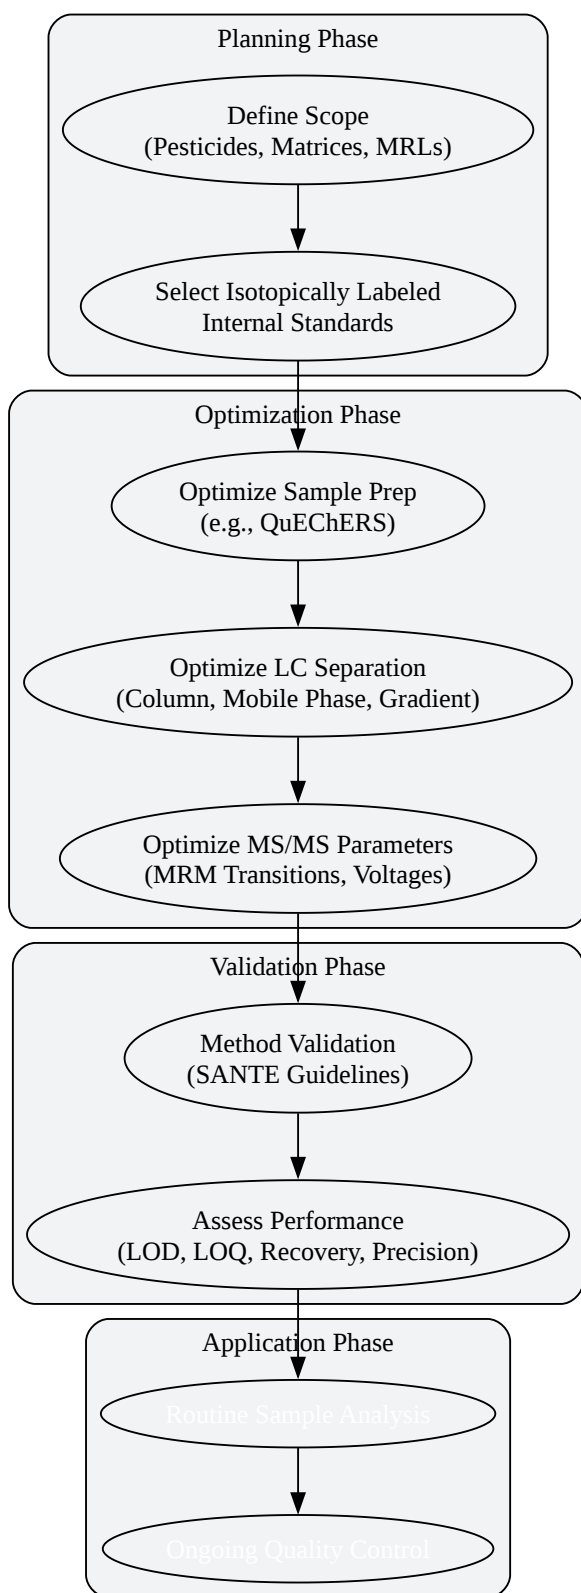 Planning Phase
Define Scope
(Pesticides, Matrices, MRLs)
Select Isotopically Labeled
Internal Standards
Optimization Phase
Optimize Sample Prep
(e.g., QuEChERS)
Optimize LC Separation
(Column, Mobile Phase, Gradient)
Optimize MS/MS Parameters
(MRM Transitions, Voltages)
Validation Phase
Method Validation
(SANTE Guidelines)
Assess Performance
(LOD, LOQ, Recovery, Precision)
Application Phase
Routine Sample Analysis
Ongoing Quality Control